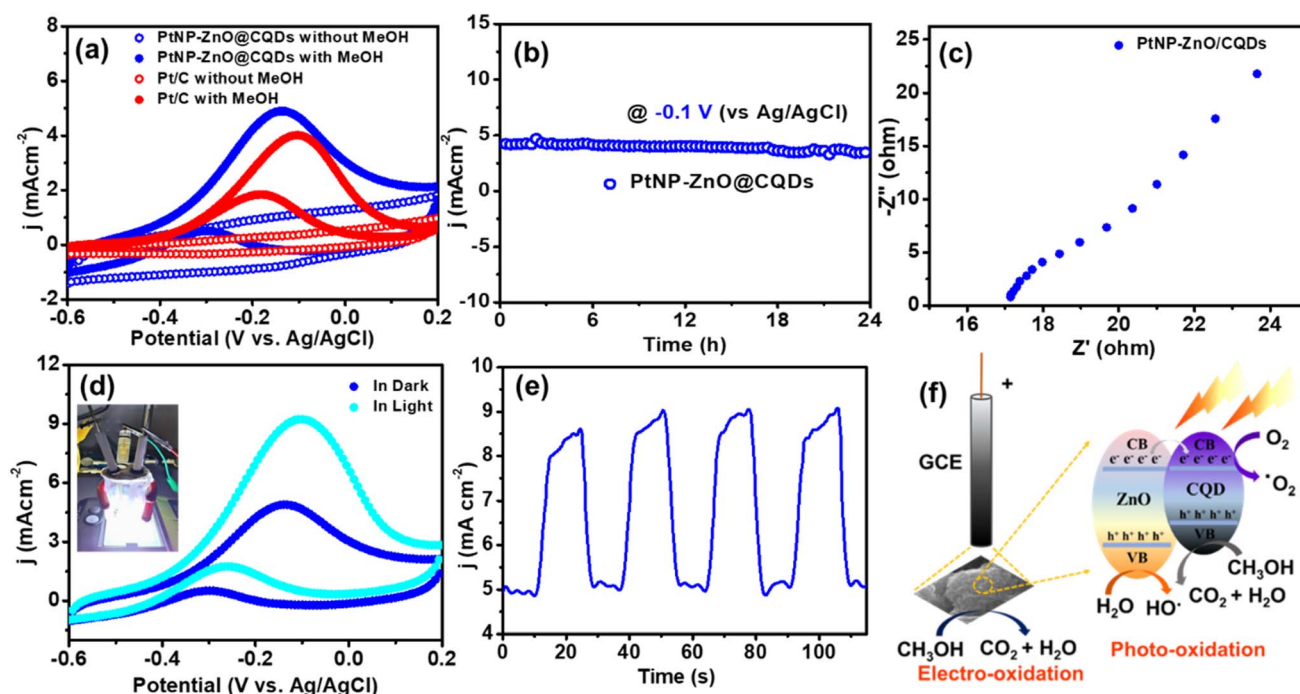 (a)
PtNP-ZnO@CQDs without MeOH
PtNP-ZnO@CQDs with MeOH
Pt/C without MeOH
Pt/C with MeOH
j (mAcm⁻²)
8
6
4
2
0
-2
-0.6 -0.4 -0.2 0.0 0.2
Potential (V vs. Ag/AgCl)
(b)
@ -0.1 V (vs Ag/AgCl)
PtNP-ZnO@CQDs
j (mAcm⁻²)
15
10
5
0
-5
-10
0 6 12 18 24
Time (h)
(c)
PtNP-ZnO/CQDs
-Z'' (ohm)
25
20
15
10
5
0
16 18 20 22 24
Z' (ohm)
(d)
In Dark
In Light
j (mAcm⁻²)
12
9
6
3
0
-0.6 -0.4 -0.2 0.0 0.2
Potential (V vs. Ag/AgCl)
(e)
j (mA cm⁻²)
10
9
8
7
6
5
4
0 20 40 60 80 100
Time (s)
(f)
+
GCE
CH₃OH CO₂ + H₂O
Electro-oxidation
CB
e⁻ e⁻ e⁻ e⁻
ZnO
h⁺ h⁺ h⁺ h⁺
VB
CB
e⁻ e⁻ e⁻ e⁻
CQD
h⁺ h⁺ h⁺ h⁺
VB
O₂
•O₂
CH₃OH
CO₂ + H₂O
H₂O HO·
Photo-oxidation